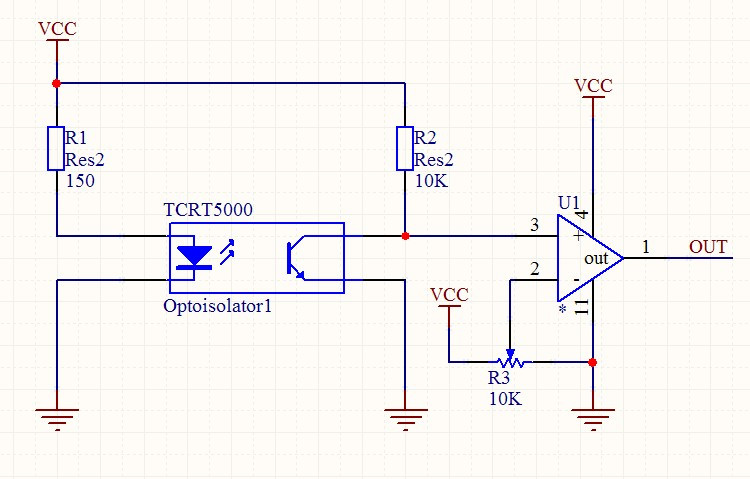 VCC
VCC
R1
Res2
150
R2
Res2
10K
TCRT5000
Optoisolator1
U1
4
3
+
out
1
OUT
2
-
*
11
VCC
R3
10K